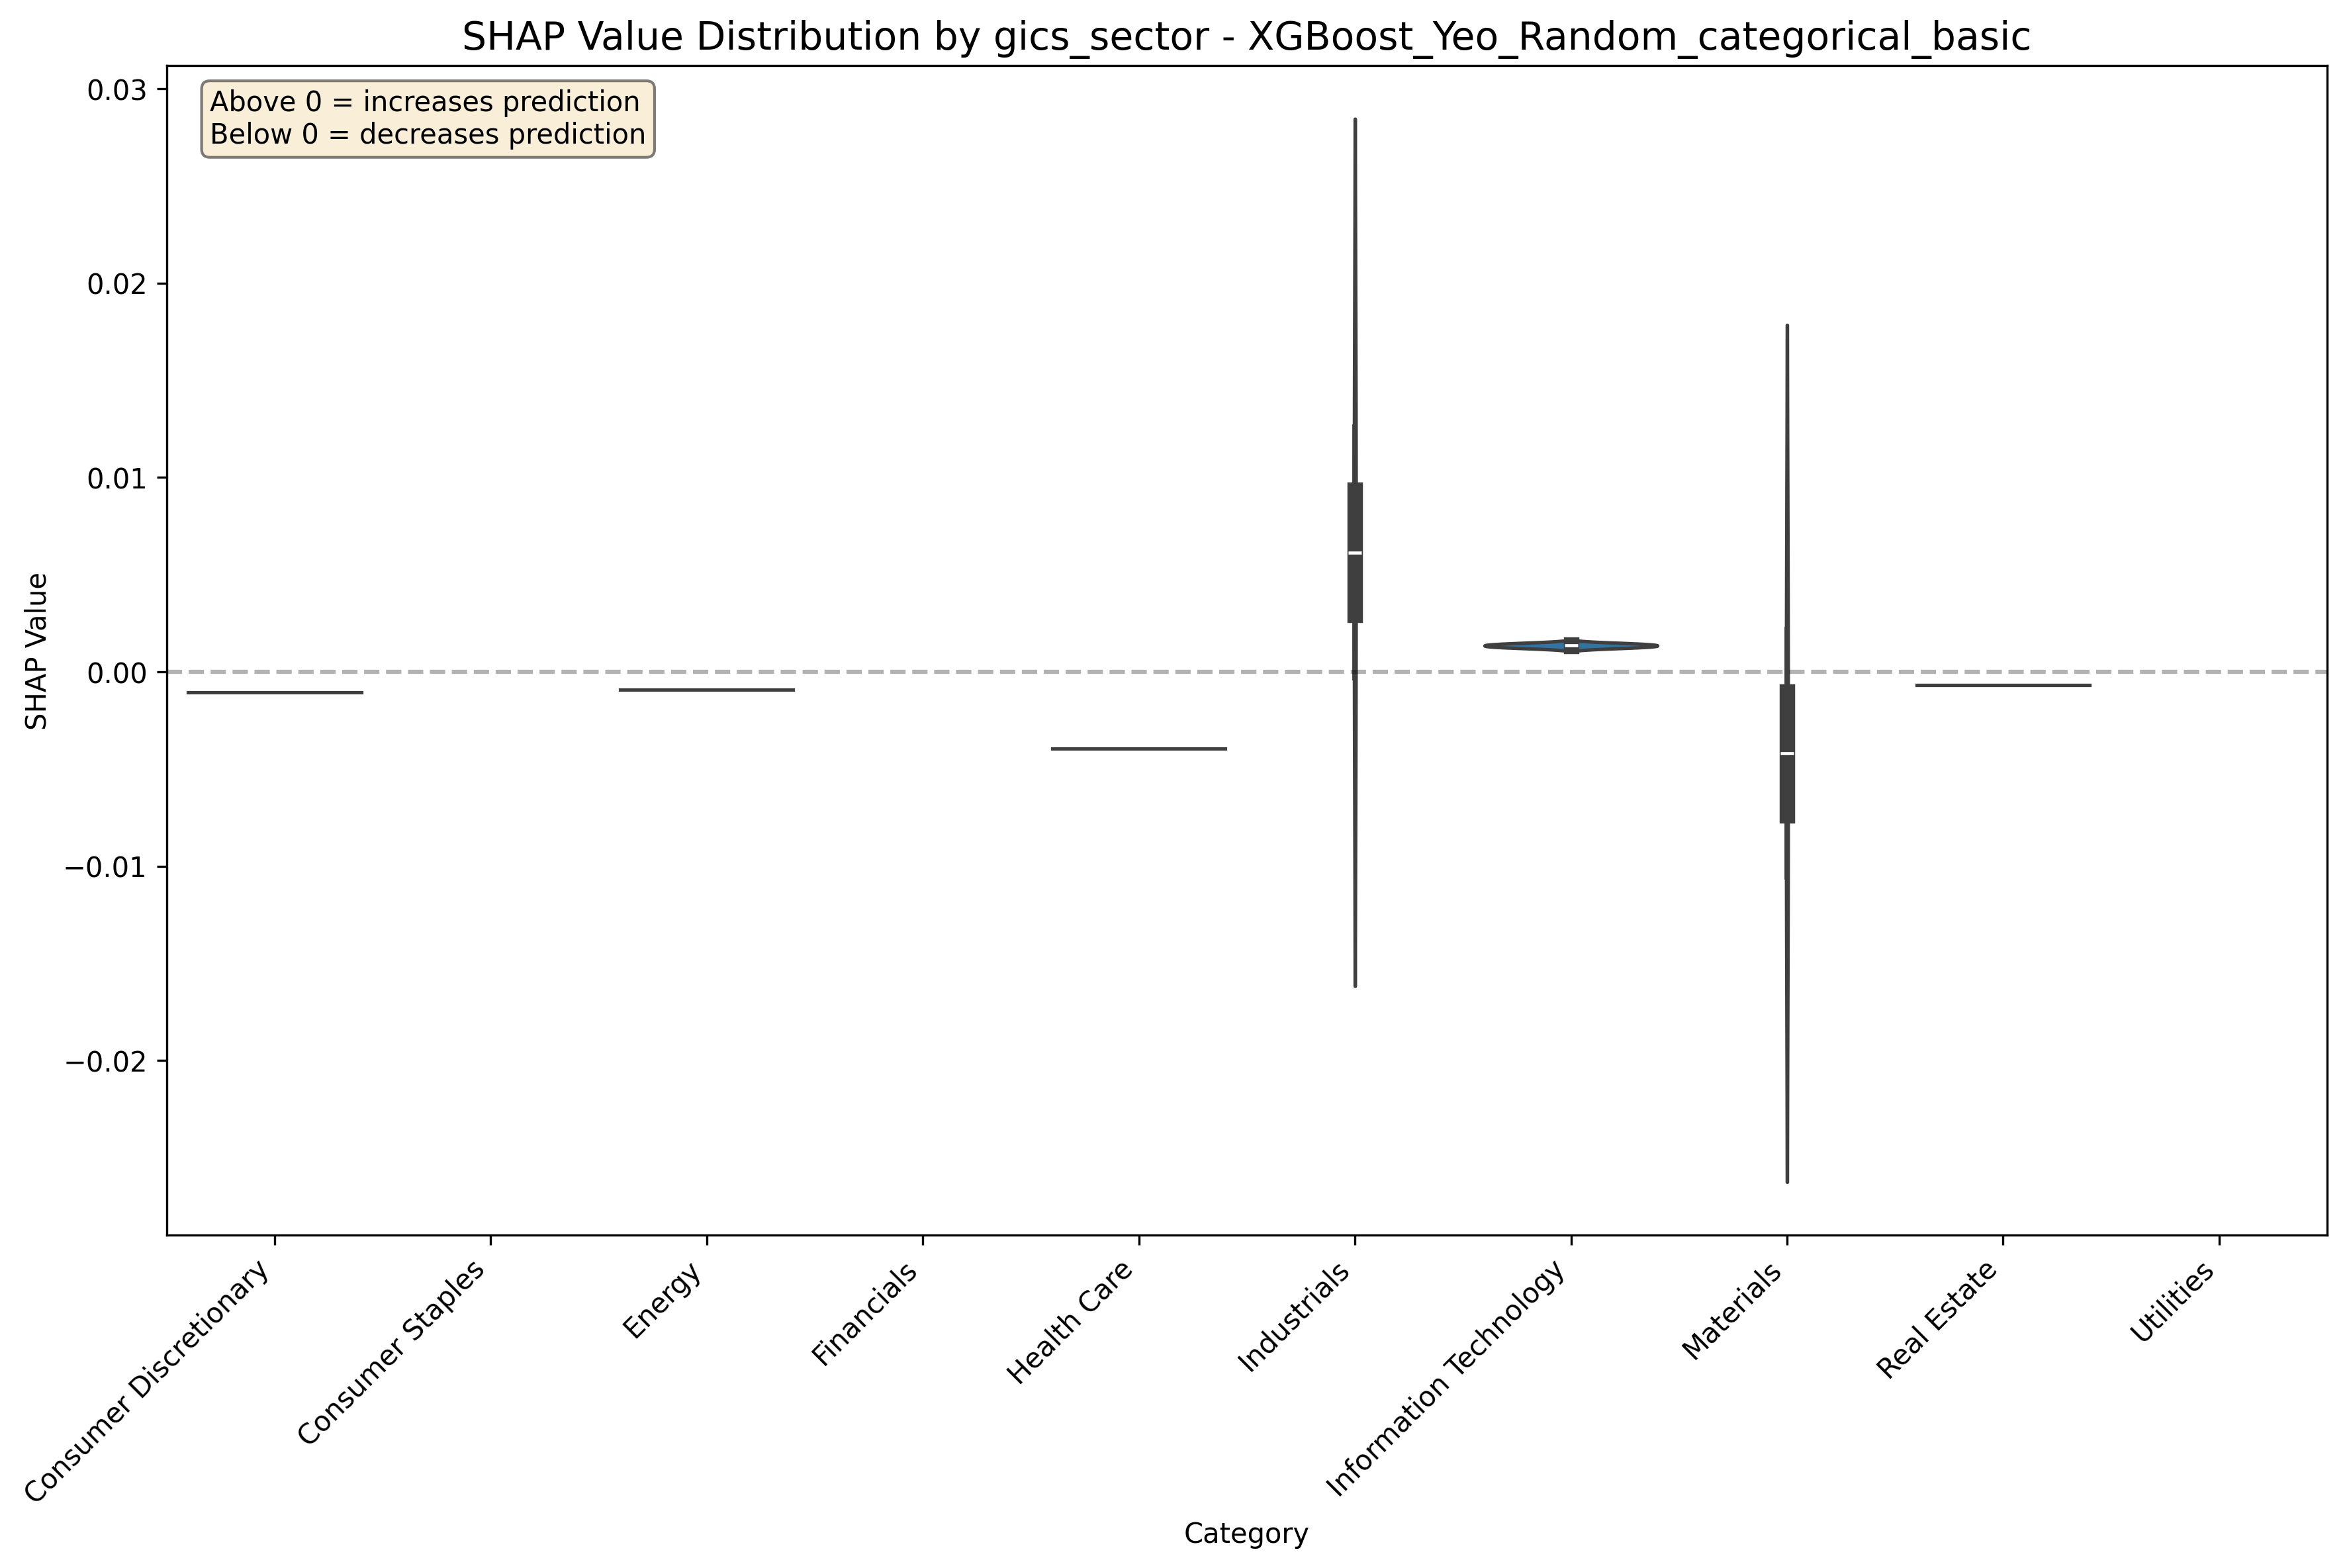 SHAP Value Distribution by gics_sector - XGBoost_Yeo_Random_categorical_basic
Above 0 = increases prediction
Below 0 = decreases prediction
SHAP Value
0.03
0.02
0.01
0.00
−0.01
−0.02
Consumer Discretionary
Consumer Staples
Energy
Financials
Health Care
Industrials
Information Technology
Materials
Real Estate
Utilities
Category